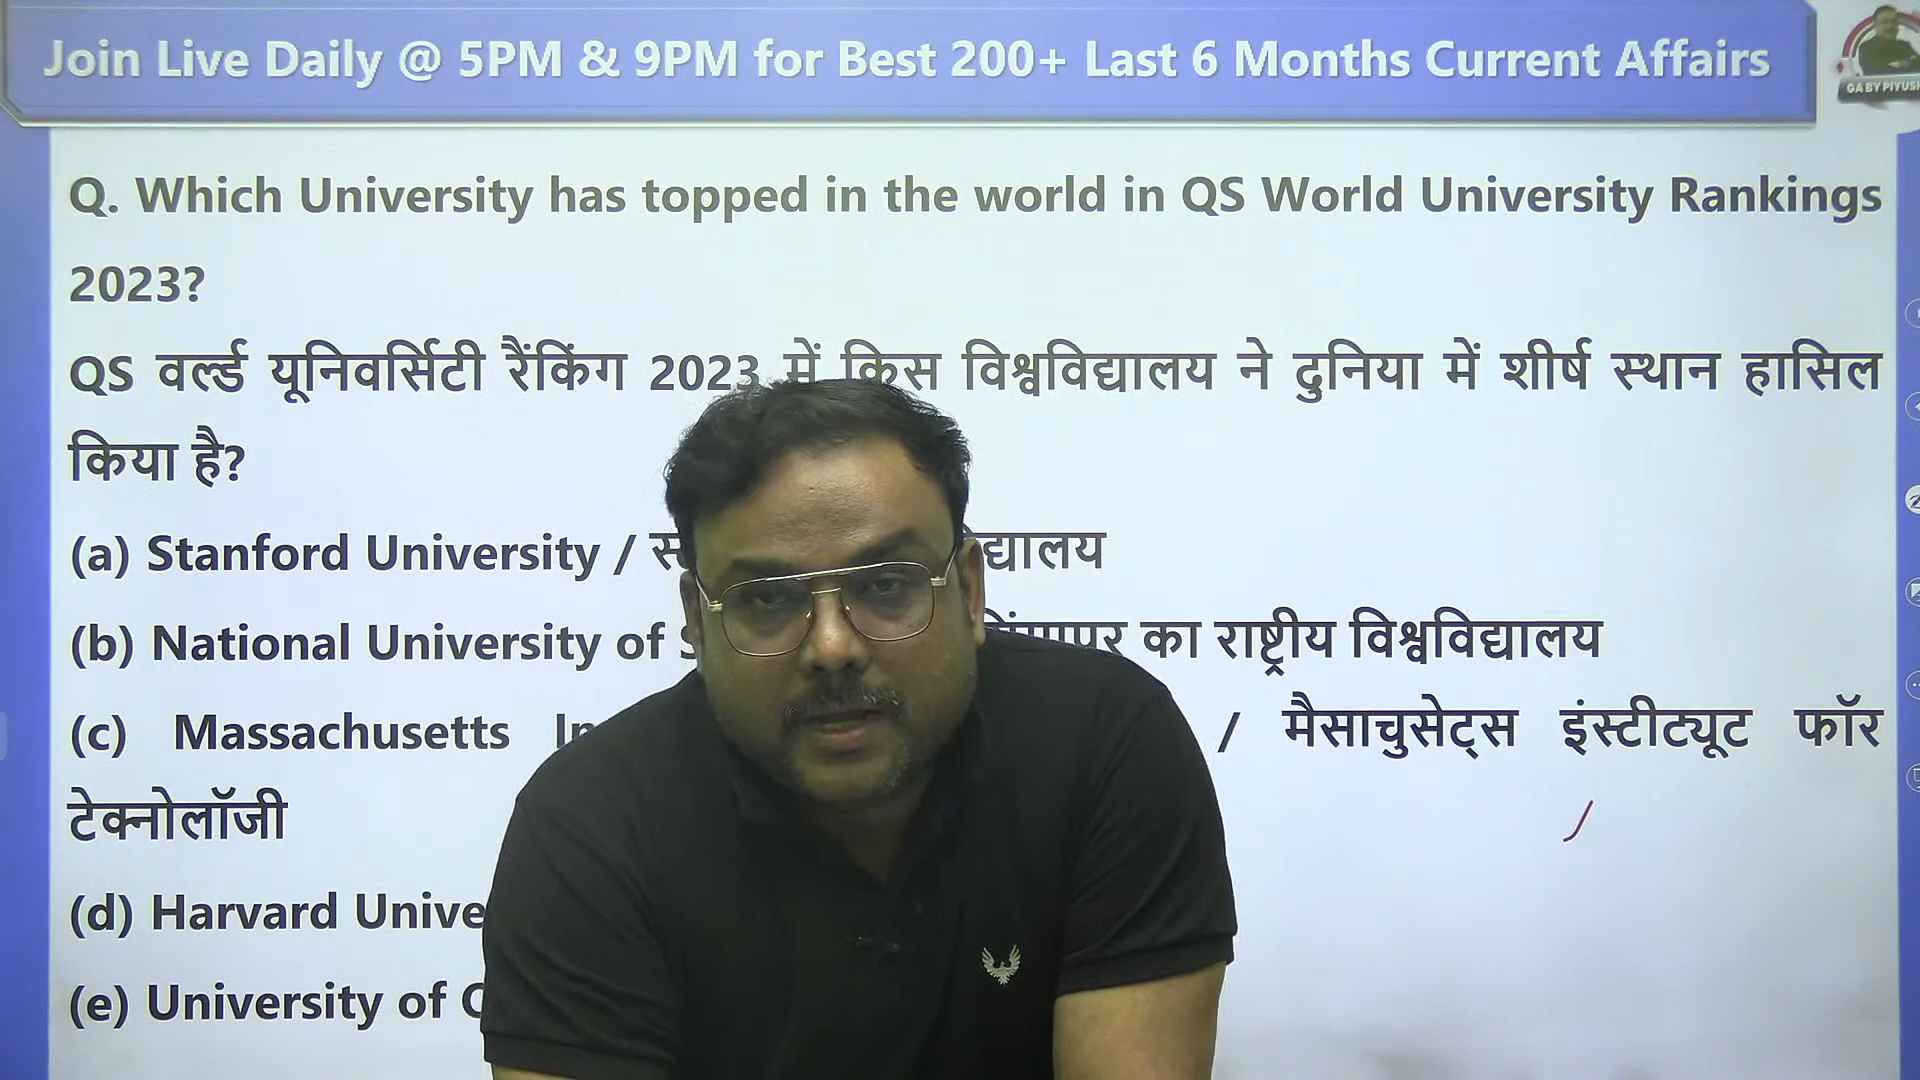 Join Live Daily @ 5PM & 9PM for Best 200+ Last 6 Months Current Affairs
GA BY PIYUSH
Q. Which University has topped in the world in QS World University Rankings
2023?
QS वर्ल्ड यूनिवर्सिटी रैंकिंग 2023 में किस विश्वविद्यालय ने दुनिया में शीर्ष स्थान हासिल
किया है?
(a) Stanford University /
(b) National University of का राष्ट्रीय विश्वविद्यालय
(c) Massachusetts / मैसाचुसेट्स इंस्टीट्यूट फॉर
टेक्नोलॉजी
(d) Harvard
(e) University of